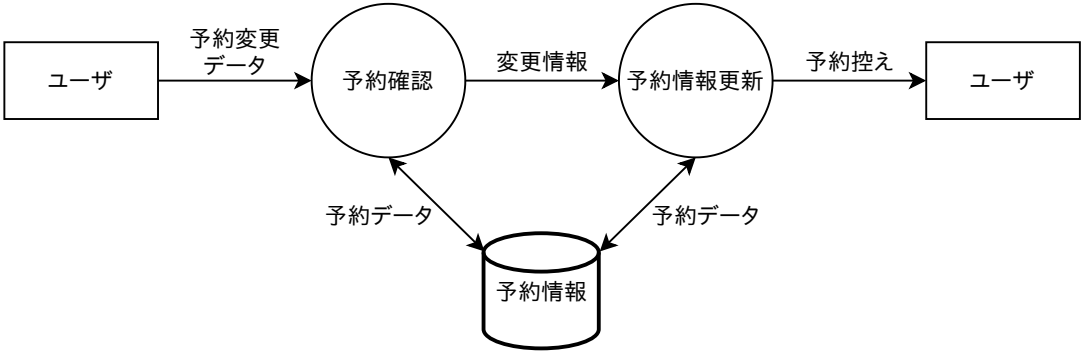 予約変更
データ
ユーザ
予約確認
変更情報
予約情報更新
予約控え
ユーザ
予約データ
予約データ
予約情報